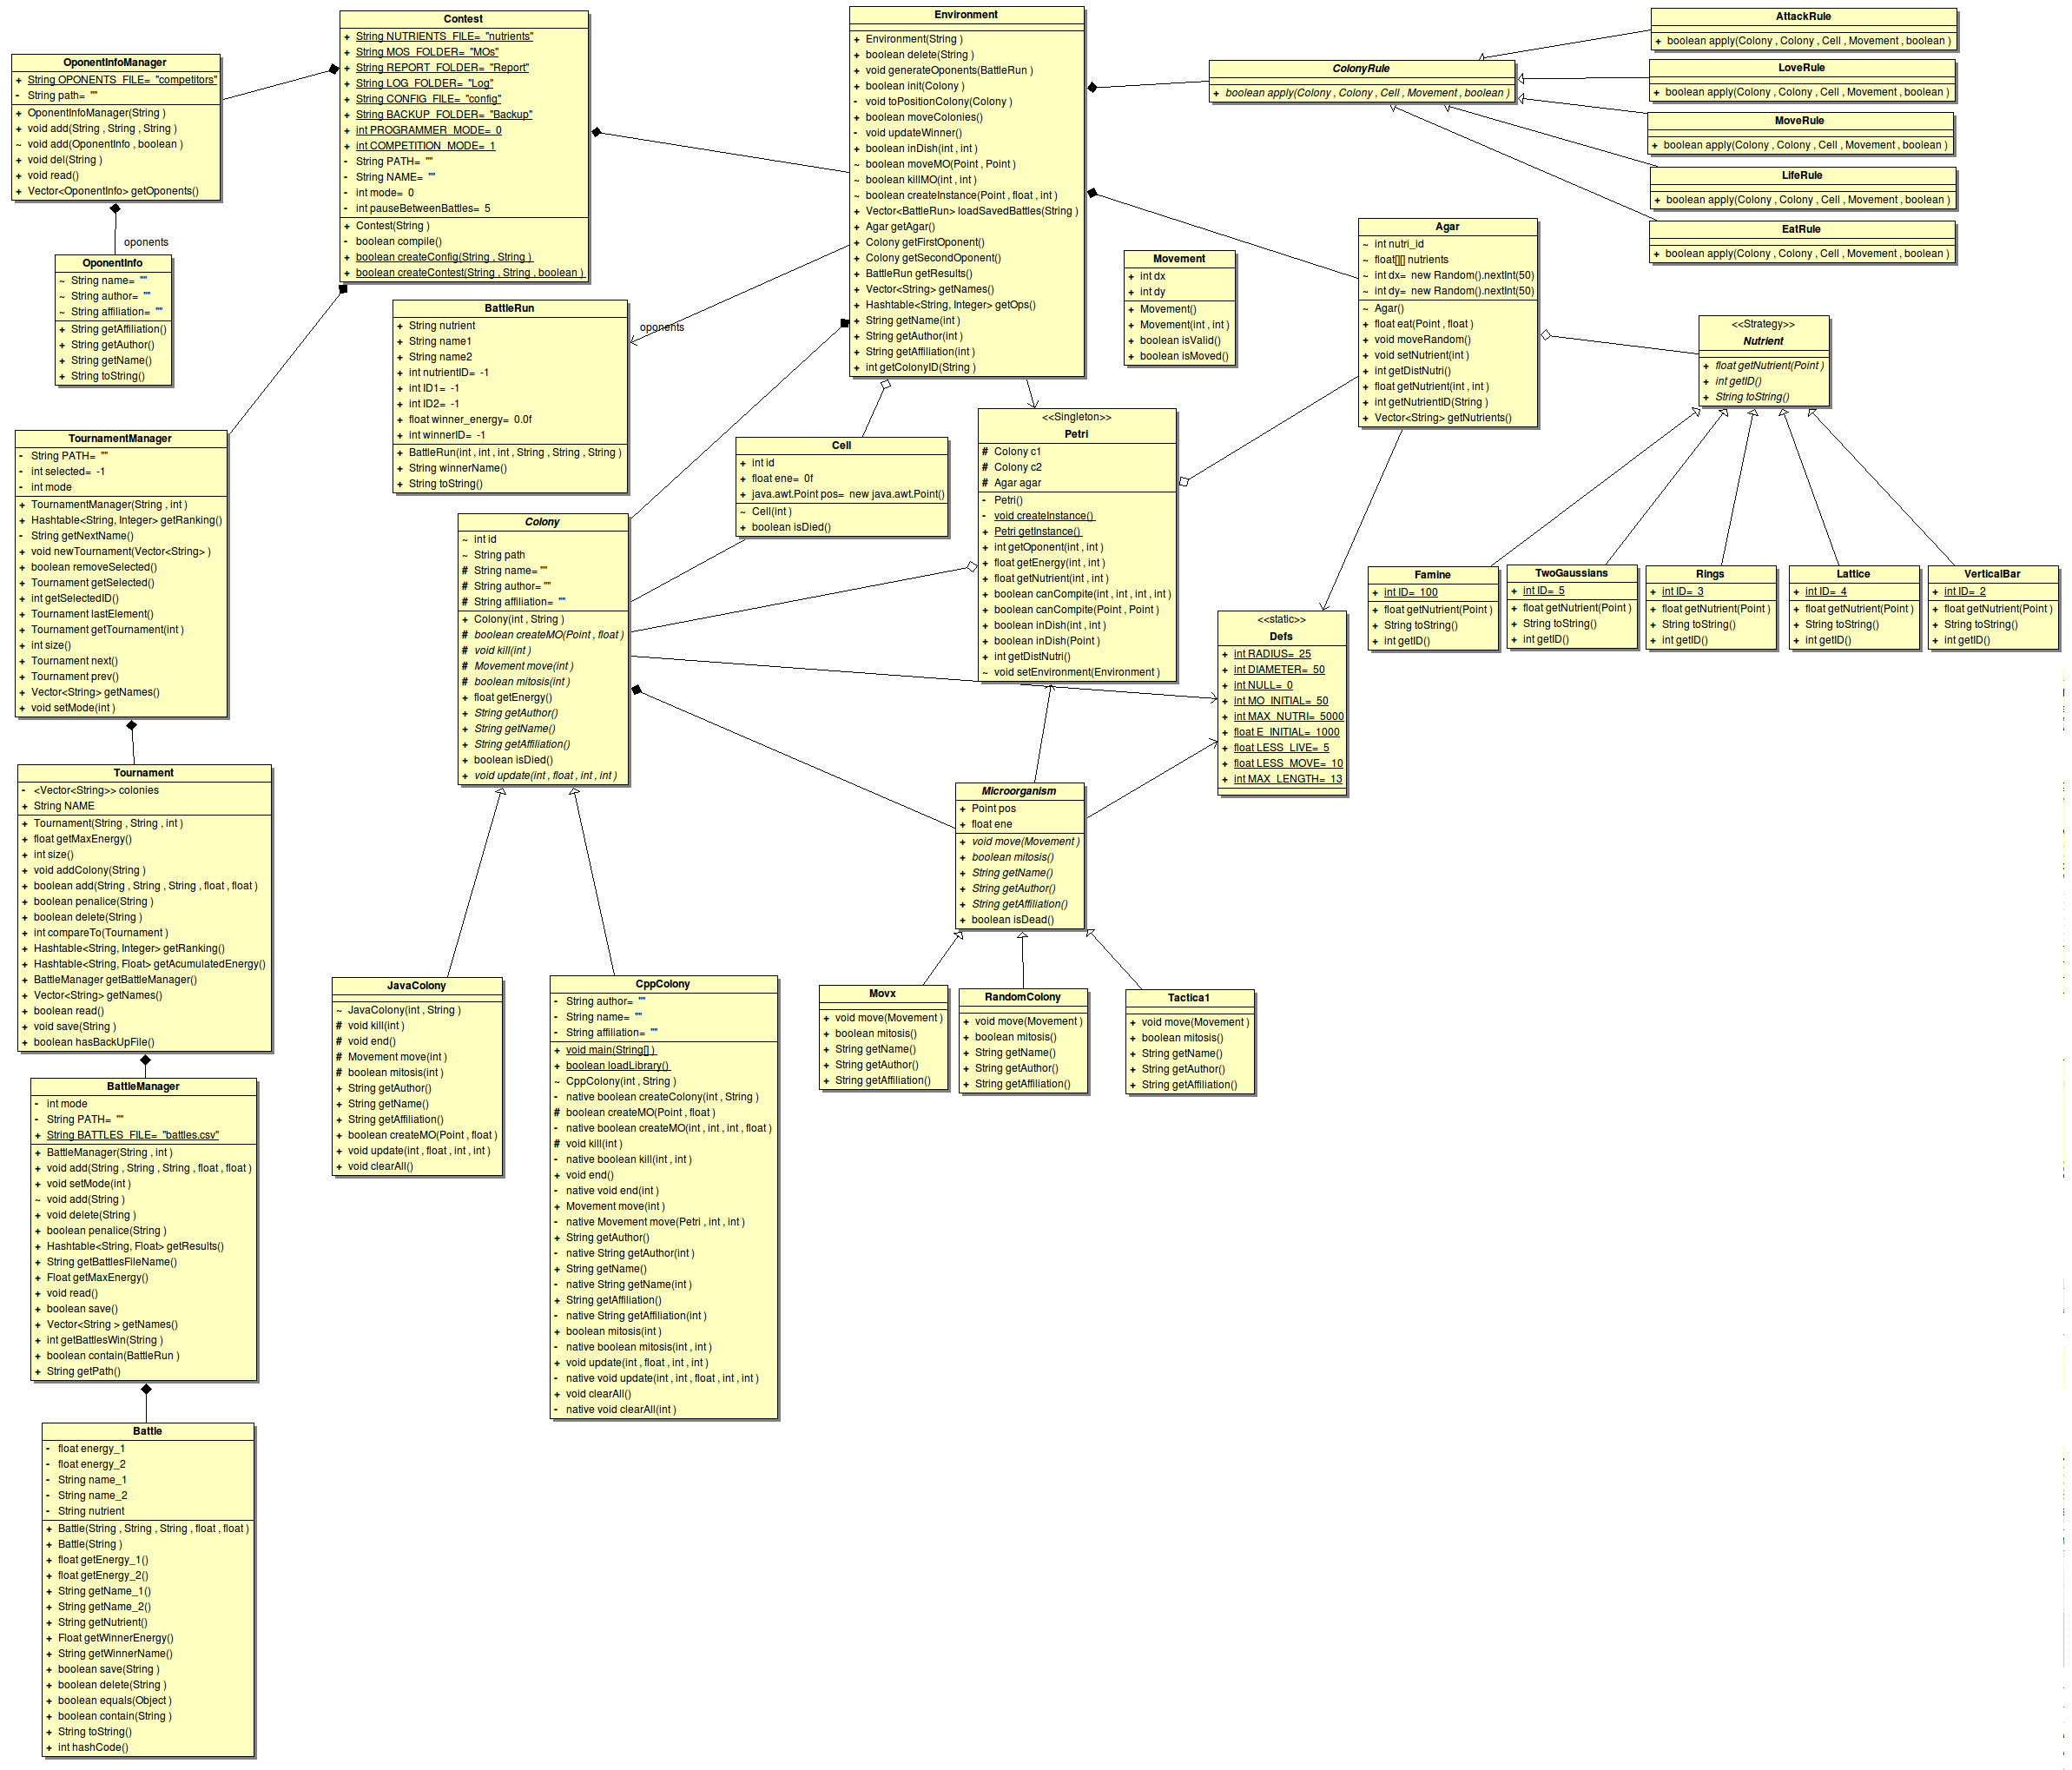 OponentInfoManager
+ String OPONENTS_FILE= "competitors"
- String path= ""
+ OponentInfoManager(String )
+ void add(String , String , String )
~ void add(OponentInfo , boolean )
+ void del(String )
+ void read()
+ Vector<OponentInfo> getOponents()
oponents
OponentInfo
~ String name= ""
~ String author= ""
~ String affiliation= ""
+ String getAffiliation()
+ String getAuthor()
+ String getName()
+ String toString()
Contest
+ String NUTRIENTS_FILE= "nutrients"
+ String MOS_FOLDER= "MOs"
+ String REPORT_FOLDER= "Report"
+ String LOG_FOLDER= "Log"
+ String CONFIG_FILE= "config"
+ String BACKUP_FOLDER= "Backup"
+ int PROGRAMMER_MODE= 0
+ int COMPETITION_MODE= 1
- String PATH= ""
- String NAME= ""
- int mode= 0
- int pauseBetweenBattles= 5
+ Contest(String )
- boolean compile()
+ boolean createConfig(String , String )
+ boolean createContest(String , String , boolean )
Environment
+ Environment(String )
+ boolean delete(String )
+ void generateOponents(BattleRun )
+ boolean init(Colony )
- void toPositionColony(Colony )
+ boolean moveColonies()
- void updateWinner()
+ boolean inDish(int , int )
~ boolean moveMO(Point , Point )
~ boolean killMO(int , int )
~ boolean createInstance(Point , float , int )
+ Vector<BattleRun> loadSavedBattles(String )
+ Agar getAgar()
+ Colony getFirstOponent()
+ Colony getSecondOponent()
+ BattleRun getResults()
+ Vector<String> getNames()
+ Hashtable<String, Integer> getOps()
+ String getName(int )
+ String getAuthor(int )
+ String getAffiliation(int )
+ int getColonyID(String )
ColonyRule
+ boolean apply(Colony , Colony , Cell , Movement , boolean )
AttackRule
+ boolean apply(Colony , Colony , Cell , Movement , boolean )
LoveRule
+ boolean apply(Colony , Colony , Cell , Movement , boolean )
MoveRule
+ boolean apply(Colony , Colony , Cell , Movement , boolean )
LifeRule
+ boolean apply(Colony , Colony , Cell , Movement , boolean )
EatRule
+ boolean apply(Colony , Colony , Cell , Movement , boolean )
Movement
+ int dx
+ int dy
+ Movement()
+ Movement(int , int )
+ boolean isValid()
+ boolean isMoved()
Agar
~ int nutri_id
~ float[][] nutrients
~ int dx= new Random().nextInt(50)
~ int dy= new Random().nextInt(50)
~ Agar()
+ float eat(Point , float )
+ void moveRandom()
+ void setNutrient(int )
+ int getDistNutri()
+ float getNutrient(int , int )
+ int getNutrientID(String )
+ Vector<String> getNutrients()
<<Strategy>>
Nutrient
+ float getNutrient(Point )
+ int getID()
+ String toString()
BattleRun
+ String nutrient
+ String name1
+ String name2
+ int nutrientID= -1
+ int ID1= -1
+ int ID2= -1
+ float winner_energy= 0.0f
+ int winnerID= -1
+ BattleRun(int , int , int , String , String , String )
+ String winnerName()
+ String toString()
oponents
Cell
+ int id
+ float ene= 0f
+ java.awt.Point pos= new java.awt.Point()
~ Cell(int )
+ boolean isDied()
<<Singleton>>
Petri
# Colony c1
# Colony c2
# Agar agar
- Petri()
- void createInstance()
+ Petri getInstance()
+ int getOponent(int , int )
+ float getEnergy(int , int )
+ float getNutrient(int , int )
+ boolean canCompite(int , int , int , int )
+ boolean canCompite(Point , Point )
+ boolean inDish(int , int )
+ boolean inDish(Point )
+ int getDistNutri()
~ void setEnvironment(Environment )
TournamentManager
- String PATH= ""
- int selected= -1
- int mode
+ TournamentManager(String , int )
+ Hashtable<String, Integer> getRanking()
- String getNextName()
+ void newTournament(Vector<String> )
+ boolean removeSelected()
+ Tournament getSelected()
+ int getSelectedID()
+ Tournament lastElement()
+ Tournament getTournament(int )
+ int size()
+ Tournament next()
+ Tournament prev()
+ Vector<String> getNames()
+ void setMode(int )
Colony
~ int id
~ String path
# String name= ""
# String author= ""
# String affiliation= ""
+ Colony(int , String )
# boolean createMO(Point , float )
# void kill(int )
# Movement move(int )
# boolean mitosis(int )
+ float getEnergy()
+ String getAuthor()
+ String getName()
+ String getAffiliation()
+ boolean isDied()
+ void update(int , float , int , int )
Famine
+ int ID= 100
+ float getNutrient(Point )
+ String toString()
+ int getID()
TwoGaussians
+ int ID= 5
+ float getNutrient(Point )
+ String toString()
+ int getID()
Rings
+ int ID= 3
+ float getNutrient(Point )
+ String toString()
+ int getID()
Lattice
+ int ID= 4
+ float getNutrient(Point )
+ String toString()
+ int getID()
VerticalBar
+ int ID= 2
+ float getNutrient(Point )
+ String toString()
+ int getID()
<<static>>
Defs
+ int RADIUS= 25
+ int DIAMETER= 50
+ int NULL= 0
+ int MO_INITIAL= 50
+ int MAX_NUTRI= 5000
+ float E_INITIAL= 1000
+ float LESS_LIVE= 5
+ float LESS_MOVE= 10
+ int MAX_LENGTH= 13
Tournament
- <Vector<String>> colonies
+ String NAME
+ Tournament(String , String , int )
+ float getMaxEnergy()
+ int size()
+ void addColony(String )
+ boolean add(String , String , String , float , float )
+ boolean penalice(String )
+ boolean delete(String )
+ int compareTo(Tournament )
+ Hashtable<String, Integer> getRanking()
+ Hashtable<String, Float> getAcumulatedEnergy()
+ BattleManager getBattleManager()
+ Vector<String> getNames()
+ boolean read()
+ void save(String )
+ boolean hasBackUpFile()
Microorganism
+ Point pos
+ float ene
+ void move(Movement )
+ boolean mitosis()
+ String getName()
+ String getAuthor()
+ String getAffiliation()
+ boolean isDead()
JavaColony
~ JavaColony(int , String )
# void kill(int )
# void end()
# Movement move(int )
# boolean mitosis(int )
+ String getAuthor()
+ String getName()
+ String getAffiliation()
+ boolean createMO(Point , float )
+ void update(int , float , int , int )
+ void clearAll()
CppColony
- String author= ""
- String name= ""
- String affiliation= ""
+ void main(String[] )
+ boolean loadLibrary()
~ CppColony(int , String )
- native boolean createColony(int , String )
# boolean createMO(Point , float )
- native boolean createMO(int , int , int , float )
# void kill(int )
- native boolean kill(int , int )
+ void end()
- native void end(int )
+ Movement move(int )
- native Movement move(Petri , int , int )
+ String getAuthor()
- native String getAuthor(int )
+ String getName()
- native String getName(int )
+ String getAffiliation()
- native String getAffiliation(int )
+ boolean mitosis(int )
- native boolean mitosis(int , int )
+ void update(int , float , int , int )
- native void update(int , int , float , int , int )
+ void clearAll()
- native void clearAll(int )
Movx
+ void move(Movement )
+ boolean mitosis()
+ String getName()
+ String getAuthor()
+ String getAffiliation()
RandomColony
+ void move(Movement )
+ boolean mitosis()
+ String getName()
+ String getAuthor()
+ String getAffiliation()
Tactica1
+ void move(Movement )
+ boolean mitosis()
+ String getName()
+ String getAuthor()
+ String getAffiliation()
BattleManager
- int mode
- String PATH= ""
+ String BATTLES_FILE= "battles.csv"
+ BattleManager(String , int )
+ void add(String , String , String , float , float )
+ void setMode(int )
~ void add(String )
+ void delete(String )
+ boolean penalice(String )
+ Hashtable<String, Float> getResults()
+ String getBattlesFileName()
+ Float getMaxEnergy()
+ void read()
+ boolean save()
+ Vector<String > getNames()
+ int getBattlesWin(String )
+ boolean contain(BattleRun )
+ String getPath()
Battle
- float energy_1
- float energy_2
- String name_1
- String name_2
- String nutrient
+ Battle(String , String , String , float , float )
+ Battle(String )
+ float getEnergy_1()
+ float getEnergy_2()
+ String getName_1()
+ String getName_2()
+ String getNutrient()
+ Float getWinnerEnergy()
+ String getWinnerName()
+ boolean save(String )
+ boolean delete(String )
+ boolean equals(Object )
+ boolean contain(String )
+ String toString()
+ int hashCode()